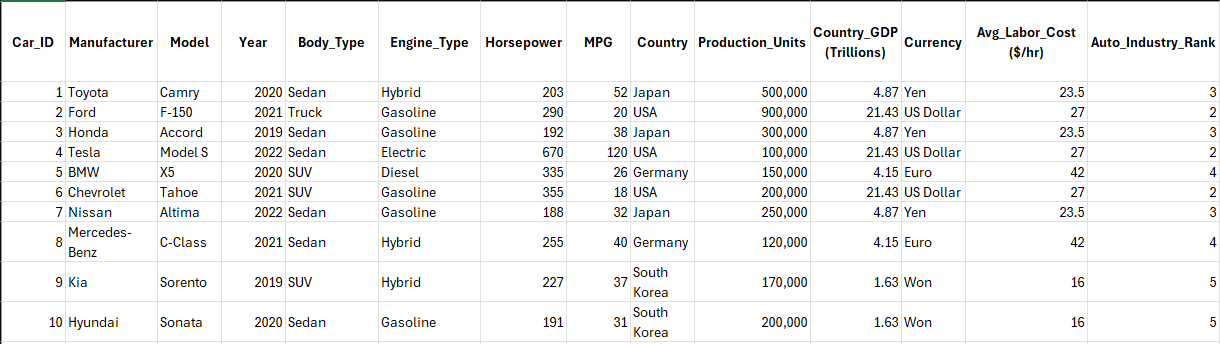 Car_ID Manufacturer Model Year Body_Type Engine_Type Horsepower MPG Country Production_Units Country_GDP (Trillions) Currency Avg_Labor_Cost ($/hr) Auto_Industry_Rank
1 Toyota Camry 2020 Sedan Hybrid 203 52 Japan 500,000 4.87 Yen 23.5 3
2 Ford F-150 2021 Truck Gasoline 290 20 USA 900,000 21.43 US Dollar 27 2
3 Honda Accord 2019 Sedan Gasoline 192 38 Japan 300,000 4.87 Yen 23.5 3
4 Tesla Model S 2022 Sedan Electric 670 120 USA 100,000 21.43 US Dollar 27 2
5 BMW X5 2020 SUV Diesel 335 26 Germany 150,000 4.15 Euro 42 4
6 Chevrolet Tahoe 2021 SUV Gasoline 355 18 USA 200,000 21.43 US Dollar 27 2
7 Nissan Altima 2022 Sedan Gasoline 188 32 Japan 250,000 4.87 Yen 23.5 3
8 Mercedes-Benz C-Class 2021 Sedan Hybrid 255 40 Germany 120,000 4.15 Euro 42 4
9 Kia Sorento 2019 SUV Hybrid 227 37 South Korea 170,000 1.63 Won 16 5
10 Hyundai Sonata 2020 Sedan Gasoline 191 31 South Korea 200,000 1.63 Won 16 5